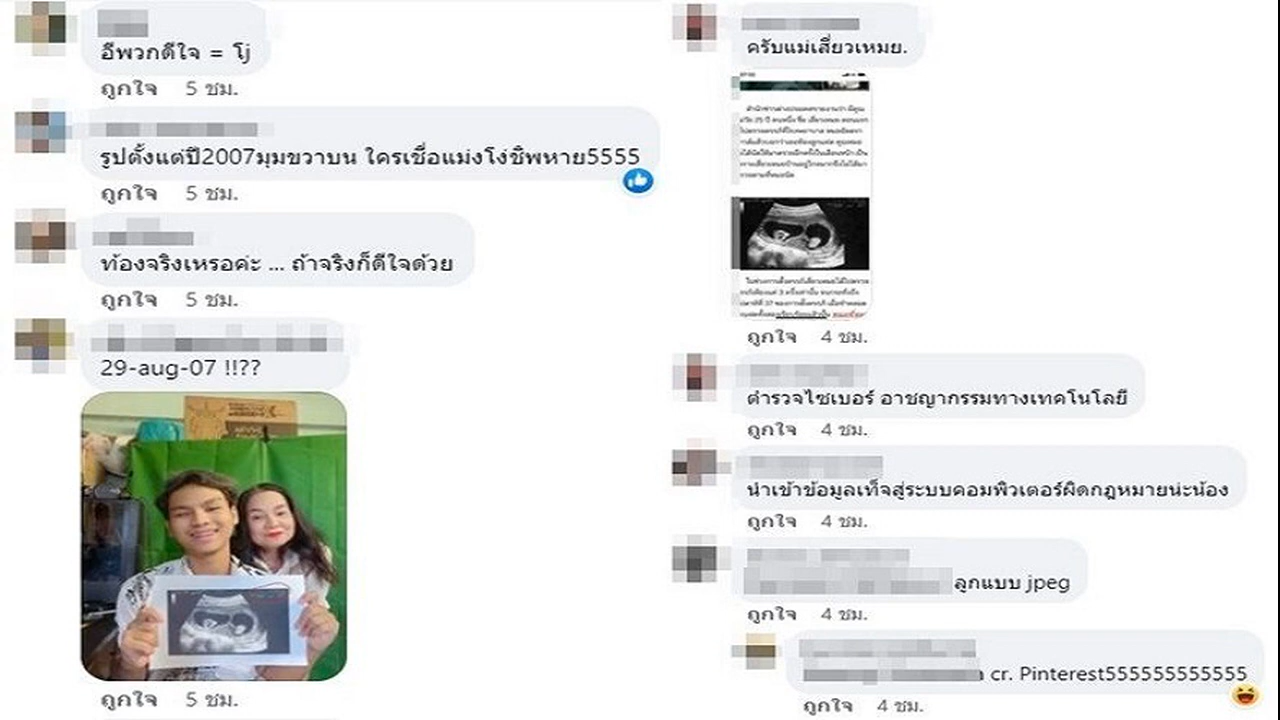 อีพวกดีใจ = โj
ถูกใจ 5 ชม.
รูปตั้งแต่ปี2007มุมขวาบน ใครเชื่อแม่งโง่ชิพหาย5555
ถูกใจ 5 ชม.
ท้องจริงเหรอค่ะ ... ถ้าจริงก็ดีใจด้วย
ถูกใจ 5 ชม.
29-aug-07 !!??
ถูกใจ 5 ชม.
ครับแม่เสี่ยวเหมย.
ถูกใจ 4 ชม.
ตำรวจไซเบอร์ อาชญากรรมทางเทคโนโลยี
ถูกใจ 4 ชม.
นำเข้าข้อมูลเท็จสู่ระบบคอมพิวเตอร์ผิดกฎหมายน่ะน้อง
ถูกใจ 4 ชม.
ลูกแบบ jpeg
ถูกใจ 4 ชม.
cr. Pinterest555555555555
ถูกใจ 4 ชม.